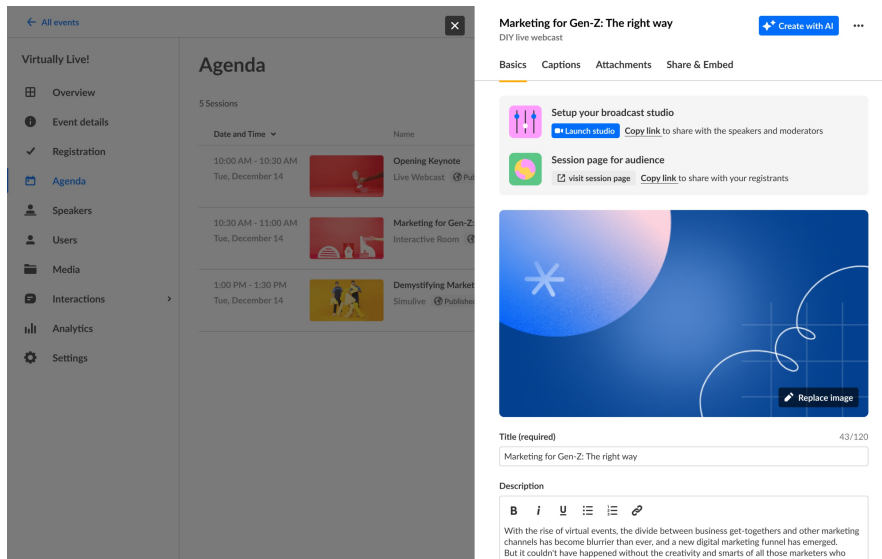 All events
Virtually Live!
Overview
Event details
Registration
Agenda
Speakers
Users
Media
Interactions
Analytics
Settings
Agenda
5 Sessions
Date and Time
Name
10:00 AM - 10:30 AM
Tue, December 14
Opening Keynote
Live Webcast
10:30 AM - 11:00 AM
Tue, December 14
Marketing for Gen-Z:
Interactive Room
1:00 PM - 1:30 PM
Tue, December 14
Demystifying Market
Simulive Publishe
Marketing for Gen-Z: The right way
DIY live webcast
Create with AI
Basics Captions Attachments Share & Embed
Setup your broadcast studio
Launch studio Copy link to share with the speakers and moderators
Session page for audience
visit session page Copy link to share with your registrants
Replace image
Title (required) 43/120
Marketing for Gen-Z: The right way
Description
B i U
With the rise of virtual events, the divide between business get-togethers and other marketing
channels has become blurrier than ever, and a new digital marketing funnel has emerged.
But it couldn't have happened without the creativity and smarts of all those marketers who